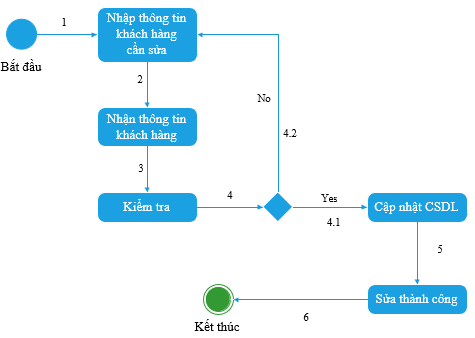 1
Nhập thông tin
khách hàng
cần sửa
Bắt đầu
2
No
Nhận thông tin
khách hàng
4.2
3
Kiểm tra
4
Yes
4.1
Cập nhật CSDL
5
Sửa thành công
6
Kết thúc